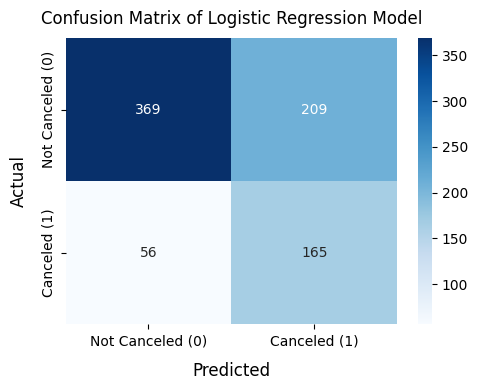 Confusion Matrix of Logistic Regression Model
Actual
Not Canceled (0)
Canceled (1)
369
209
56
165
Not Canceled (0)
Canceled (1)
Predicted
350
300
250
200
150
100